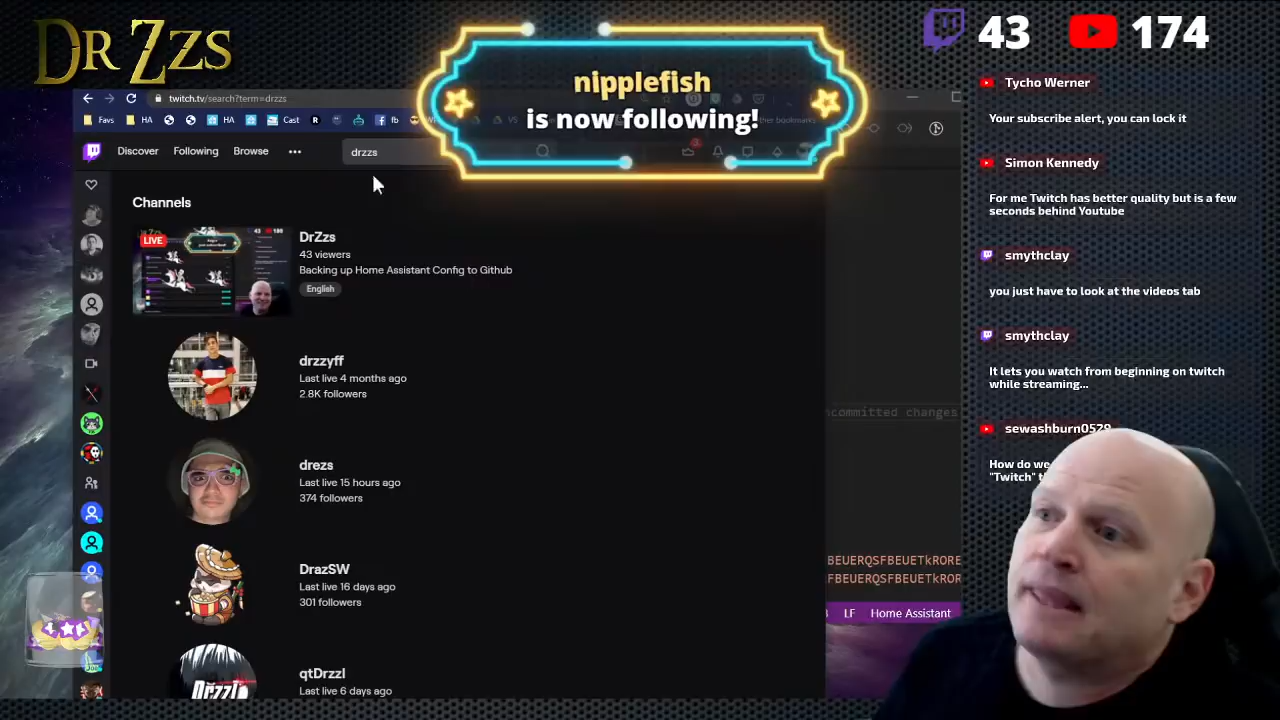 DR ZZS
nipplefish
is now following!
43
174
twitch.tv/search?term=drzzs
Favs
HA
HA
Cast
fb
other bookmarks
Discover
Following
Browse
drzzs
Channels
LIVE
DrZzs
43 viewers
Backing up Home Assistant Config to Github
English
drzzyff
Last live 4 months ago
2.8K followers
drezs
Last live 15 hours ago
374 followers
DrazSW
Last live 16 days ago
301 followers
qtDrzzl
Last live 6 days ago
ncommitted changes
BEUERQSFBEUETkRORE
FBEUERQSFBEUETkRORE
LF
Home Assistant
Tycho Werner
Your subscribe alert, you can lock it
Simon Kennedy
For me Twitch has better quality but is a few
seconds behind Youtube
smythclay
you just have to look at the videos tab
smythclay
It lets you watch from beginning on twitch
while streaming...
sewashburn0529
How do we
"Twitch"